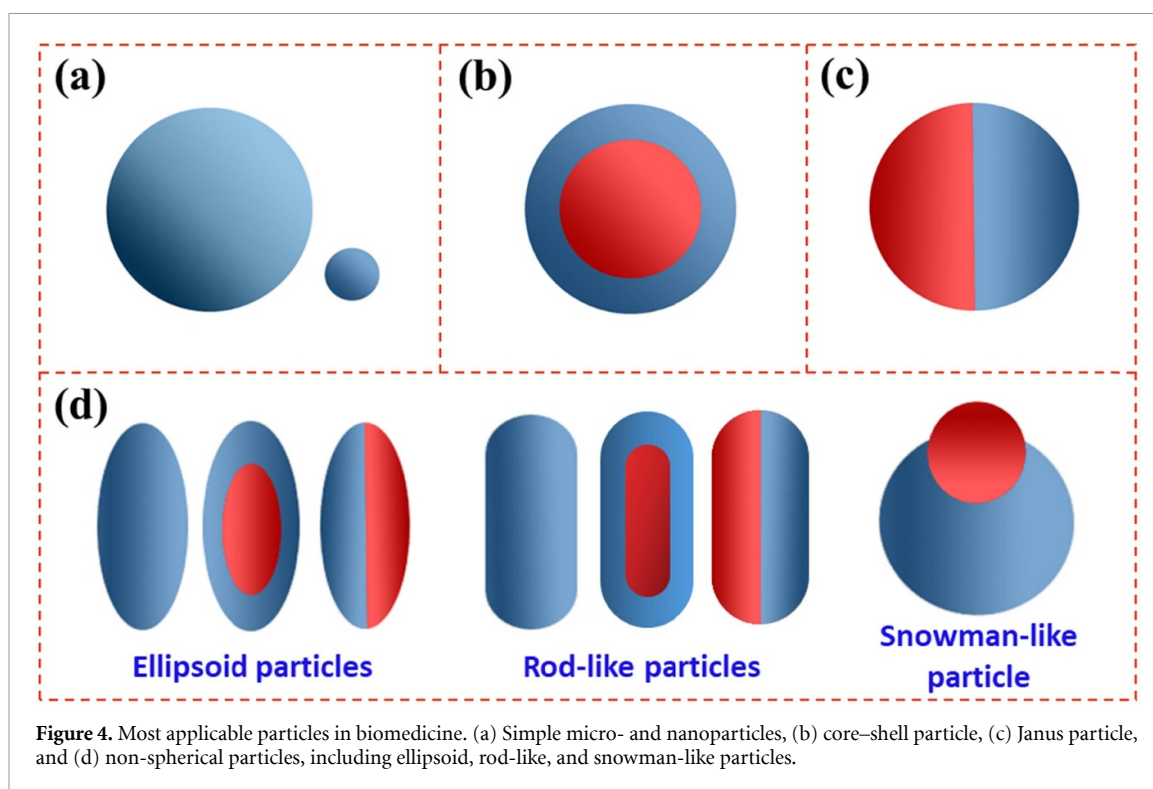 (a)
(b)
(c)
(d)
Ellipsoid particles
Rod-like particles
Snowman-like
particle
Figure 4. Most applicable particles in biomedicine. (a) Simple micro- and nanoparticles, (b) core–shell particle, (c) Janus particle,
and (d) non-spherical particles, including ellipsoid, rod-like, and snowman-like particles.